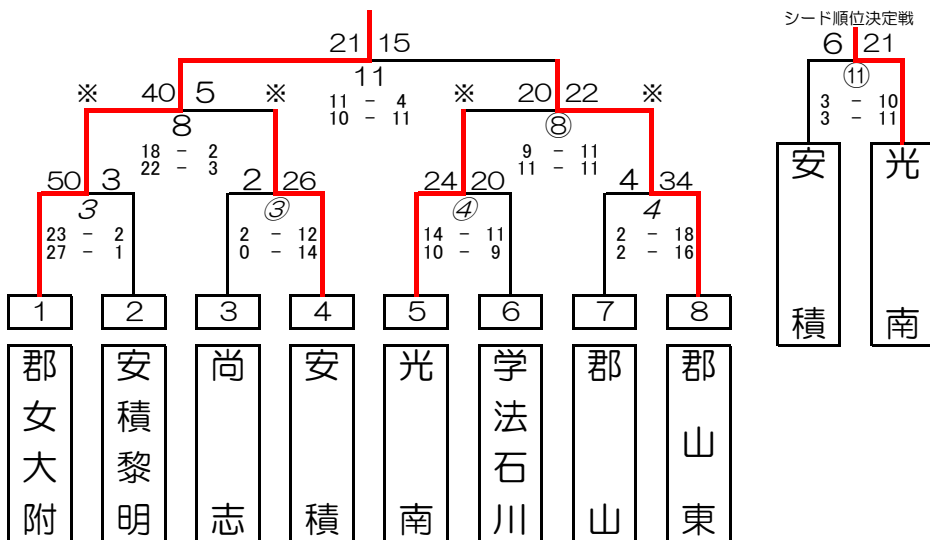 シード順位決定戦
21 15
6 21
11
⑪
11 - 4
10 - 11
3 - 10
3 - 11
※ 40 5 ※
※ 20 22 ※
8
⑧
18 - 2
22 - 3
9 - 11
11 - 11
安積
光南
50 3
2 26
24 20
4 34
3
③
④
4
23 - 2
27 - 1
2 - 12
0 - 14
14 - 11
10 - 9
2 - 18
2 - 16
1 2 3 4 5 6 7 8
郡女大附
安積黎明
尚志
安積
光南
学法石川
郡山
郡山東